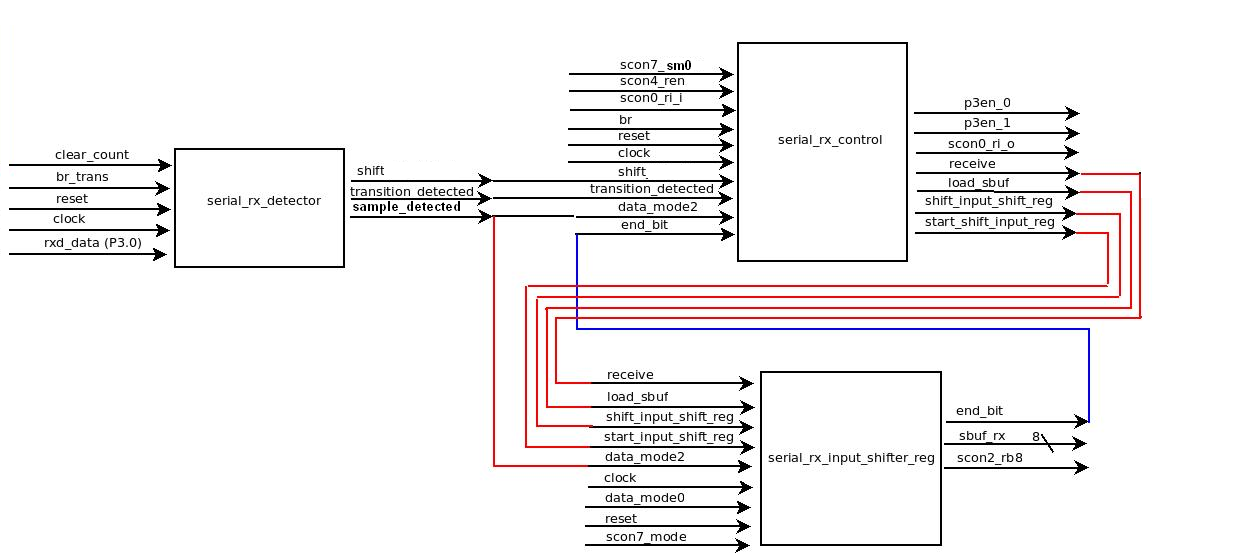 clear_count
br_trans
reset
clock
rxd_data (P3.0)
serial_rx_detector
shift
transition_detected
sample_detected
scon7_sm0
scon4_ren
scon0_ri_i
br
reset
clock
shift
transition_detected
data_mode2
end_bit
serial_rx_control
p3en_0
p3en_1
scon0_ri_o
receive
load_sbuf
shift_input_shift_reg
start_shift_input_reg
receive
load_sbuf
shift_input_shift_reg
start_input_shift_reg
data_mode2
clock
data_mode0
reset
scon7_mode
serial_rx_input_shifter_reg
end_bit
sbuf_rx
8
scon2_rb8